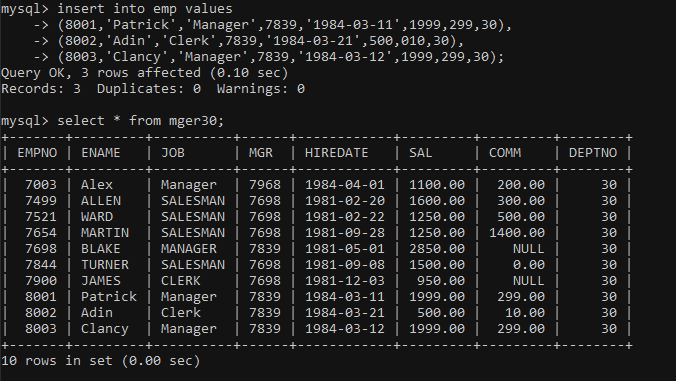 mysql> insert into emp values
    -> (8001,'Patrick','Manager',7839,'1984-03-11',1999,299,30),
    -> (8002,'Adin','Clerk',7839,'1984-03-21',500,010,30),
    -> (8003,'Clancy','Manager',7839,'1984-03-12',1999,299,30);
Query OK, 3 rows affected (0.10 sec)
Records: 3  Duplicates: 0  Warnings: 0

mysql> select * from mger30;
+-------+---------+----------+------+------------+---------+---------+--------+
| EMPNO | ENAME   | JOB      | MGR  | HIREDATE   | SAL     | COMM    | DEPTNO |
+-------+---------+----------+------+------------+---------+---------+--------+
|  7003 | Alex    | Manager  | 7968 | 1984-04-01 | 1100.00 |  200.00 |     30 |
|  7499 | ALLEN   | SALESMAN | 7698 | 1981-02-20 | 1600.00 |  300.00 |     30 |
|  7521 | WARD    | SALESMAN | 7698 | 1981-02-22 | 1250.00 |  500.00 |     30 |
|  7654 | MARTIN  | SALESMAN | 7698 | 1981-09-28 | 1250.00 | 1400.00 |     30 |
|  7698 | BLAKE   | MANAGER  | 7839 | 1981-05-01 | 2850.00 |    NULL |     30 |
|  7844 | TURNER  | SALESMAN | 7698 | 1981-09-08 | 1500.00 |    0.00 |     30 |
|  7900 | JAMES   | CLERK    | 7698 | 1981-12-03 |  950.00 |    NULL |     30 |
|  8001 | Patrick | Manager  | 7839 | 1984-03-11 | 1999.00 |  299.00 |     30 |
|  8002 | Adin    | Clerk    | 7839 | 1984-03-21 |  500.00 |   10.00 |     30 |
|  8003 | Clancy  | Manager  | 7839 | 1984-03-12 | 1999.00 |  299.00 |     30 |
+-------+---------+----------+------+------------+---------+---------+--------+
10 rows in set (0.00 sec)